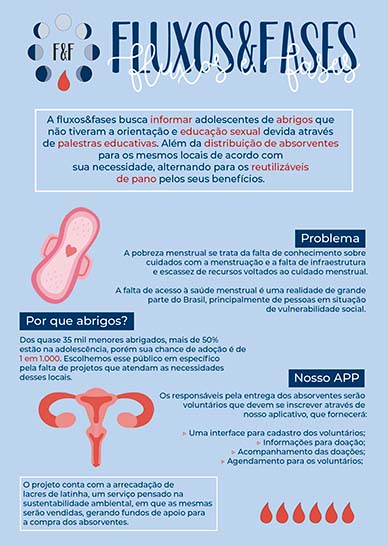 F&F
FLUXOS&FASES
fluxos e fases
A fluxos&fases busca informar adolescentes de abrigos que
não tiveram a orientação e educação sexual devida através
de palestras educativas. Além da distribuição de absorventes
para os mesmos locais de acordo com
sua necessidade, alternando para os reutilizáveis
de pano pelos seus benefícios.
Problema
A pobreza menstrual se trata da falta de conhecimento sobre
cuidados com a menstruação e a falta de infraestrutura
e escassez de recursos voltados ao cuidado menstrual.
A falta de acesso à saúde menstrual é uma realidade de grande
parte do Brasil, principalmente de pessoas em situação
de vulnerabilidade social.
Por que abrigos?
Dos quase 35 mil menores abrigados, mais de 50%
estão na adolescência, porém sua chance de adoção é de
1 em 1.000. Escolhemos esse público em específico
pela falta de projetos que atendam as necessidades
desses locais.
Nosso APP
Os responsáveis pela entrega dos absorventes serão
voluntários que devem se inscrever através de
nosso aplicativo, que fornecerá:
▹ Uma interface para cadastro dos voluntários;
▹ Informações para doação;
▹ Acompanhamento das doações;
▹ Agendamento para os voluntários;
O projeto conta com a arrecadação de
lacres de latinha, um serviço pensado na
sustentabilidade ambiental, em que as mesmas
serão vendidas, gerando fundos de apoio para
a compra dos absorventes.